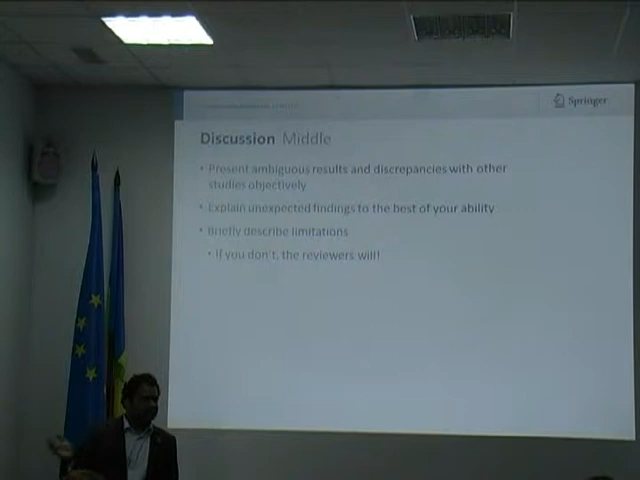 Springer
Discussion Middle
• Present ambiguous results and discrepancies with other
studies objectively
• Explain unexpected findings to the best of your ability
• Briefly describe limitations
• If you don't, the reviewers will!